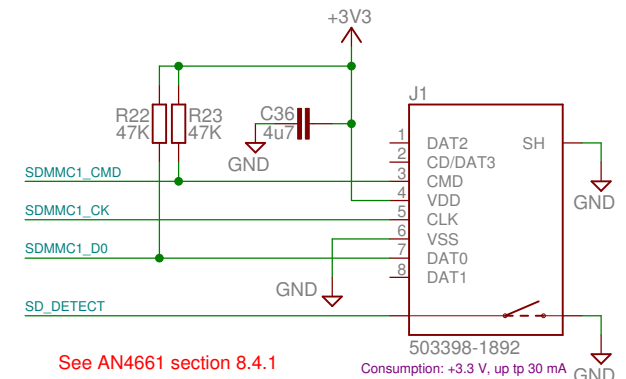 +3V3
J1
R22
47K
R23
47K
C36
4u7
GND
1 DAT2
SH
2 CD/DAT3
SDMMC1_CMD
3 CMD
4 VDD
GND
SDMMC1_CK
5 CLK
6 VSS
SDMMC1_D0
7 DAT0
8 DAT1
GND
SD_DETECT
503398-1892
See AN4661 section 8.4.1
Consumption: +3.3 V, up tp 30 mA
GND